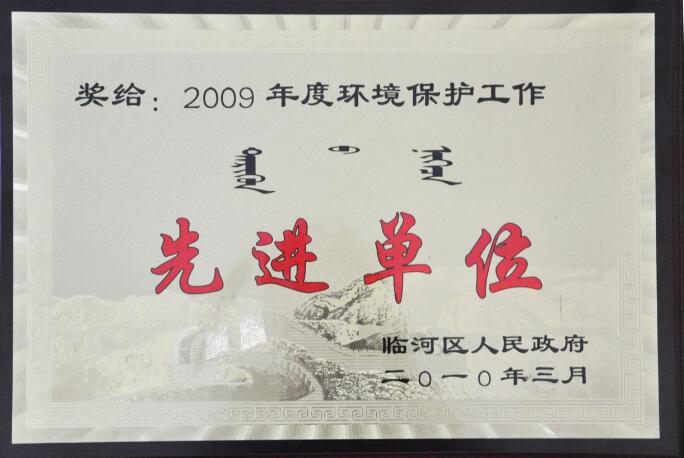 奖给：2009年度环境保护工作
先进单位
临河区人民政府
二0一0年三月